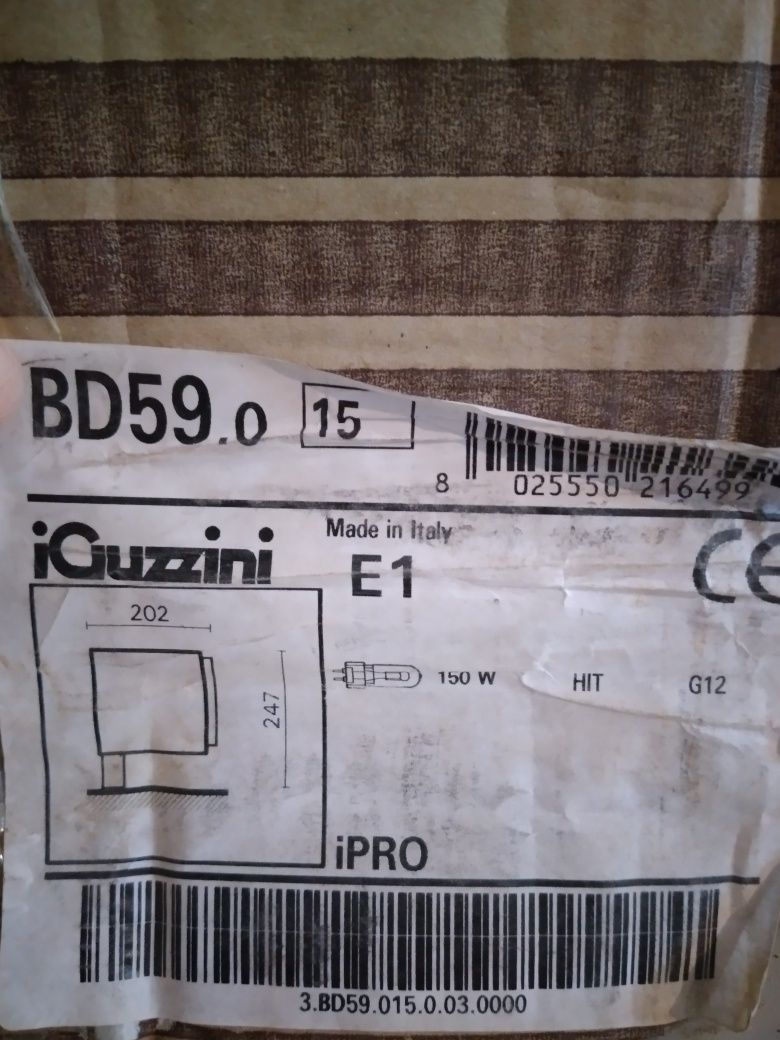 BD59.0 15
8 025550 216499
iGuzzini
Made in Italy
E1
CE
202
247
150 W HIT G12
iPRO
3.BD59.015.0.03.0000